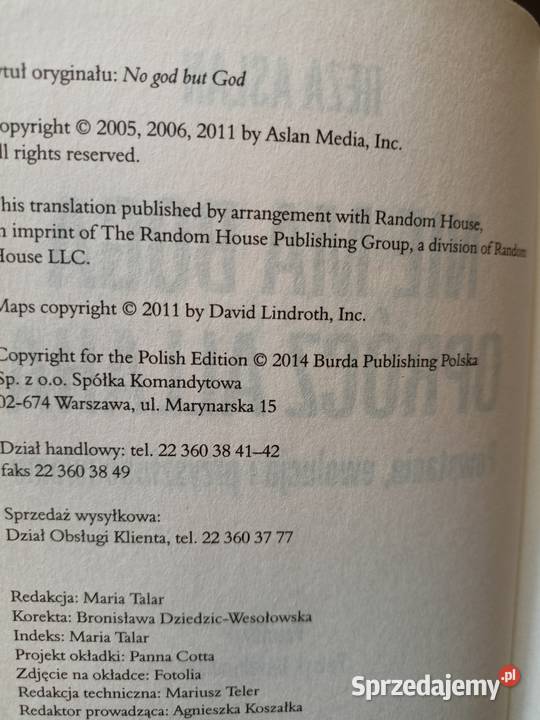 tuł oryginału: No god but God
opyright © 2005, 2006, 2011 by Aslan Media, Inc.
ll rights reserved.
his translation published by arrangement with Random House,
n imprint of The Random House Publishing Group, a division of Random
House LLC.
Maps copyright © 2011 by David Lindroth, Inc.
Copyright for the Polish Edition © 2014 Burda Publishing Polska
Sp. z o.o. Spółka Komandytowa
02-674 Warszawa, ul. Marynarska 15
Dział handlowy: tel. 22 360 38 41–42
faks 22 360 38 49
Sprzedaż wysyłkowa:
Dział Obsługi Klienta, tel. 22 360 37 77
Redakcja: Maria Talar
Korekta: Bronisława Dziedzic-Wesołowska
Indeks: Maria Talar
Projekt okładki: Panna Cotta
Zdjęcie na okładce: Fotolia
Redakcja techniczna: Mariusz Teler
Redaktor prowadząca: Agnieszka Koszałka
Sprzedajemy.pl